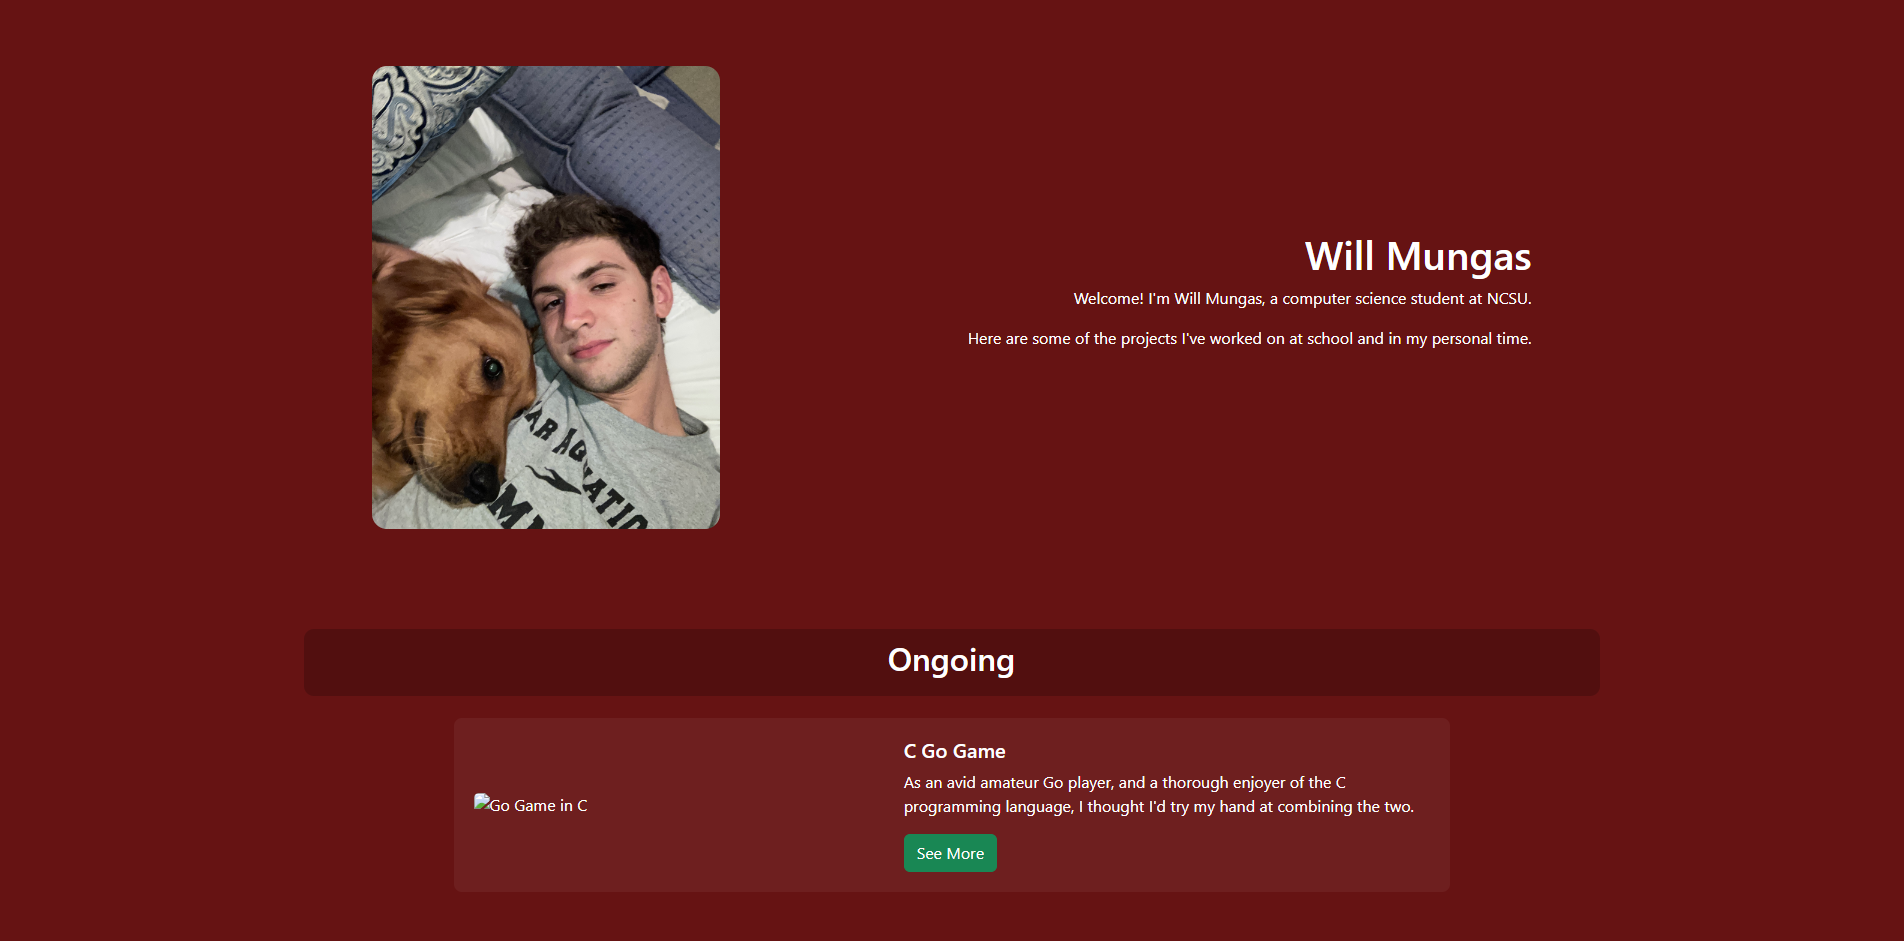 Will Mungas
Welcome! I'm Will Mungas, a computer science student at NCSU.
Here are some of the projects I've worked on at school and in my personal time.
Ongoing
Go Game in C
C Go Game
As an avid amateur Go player, and a thorough enjoyer of the C
programming language, I thought I'd try my hand at combining the two.
See More